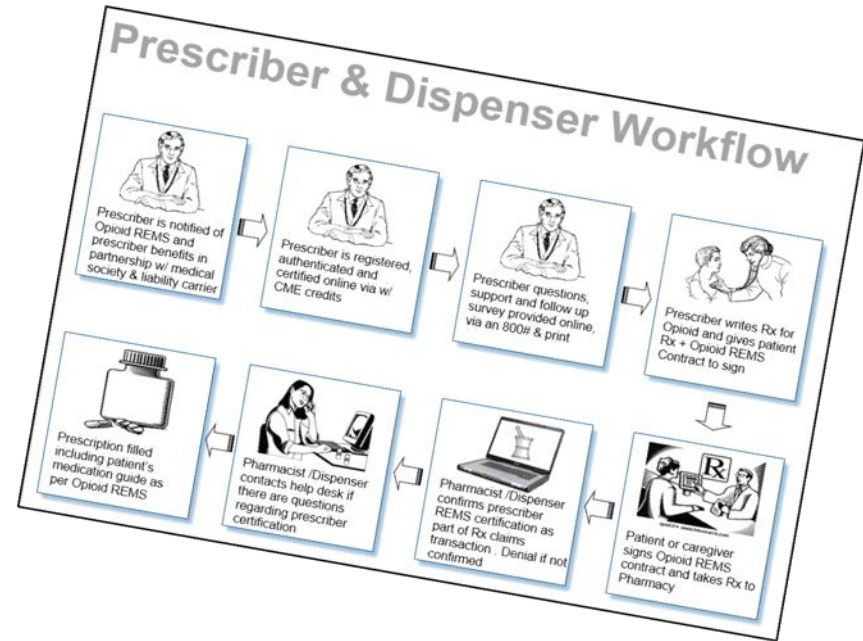 Prescriber & Dispenser Workflow
Prescriber is notified of
Opioid REMS and
prescriber benefits in
partnership w/ medical
society & liability carrier
Prescriber is registered,
authenticated and
certified online via w/
CME credits
Prescriber questions,
support and follow up
survey provided online,
via an 800# & print
Prescriber writes Rx for
Opioid and gives patient
Rx + Opioid REMS
Contract to sign
Rx
Patient or caregiver
signs Opioid REMS
contract and takes Rx to
Pharmacy
Pharmacist /Dispenser
confirms prescriber
REMS certification as
part of Rx claims
transaction . Denial if not
confirmed
Pharmacist /Dispenser
contacts help desk if
there are questions
regarding prescriber
certification
Prescription filled
including patient's
medication guide as
per Opioid REMS